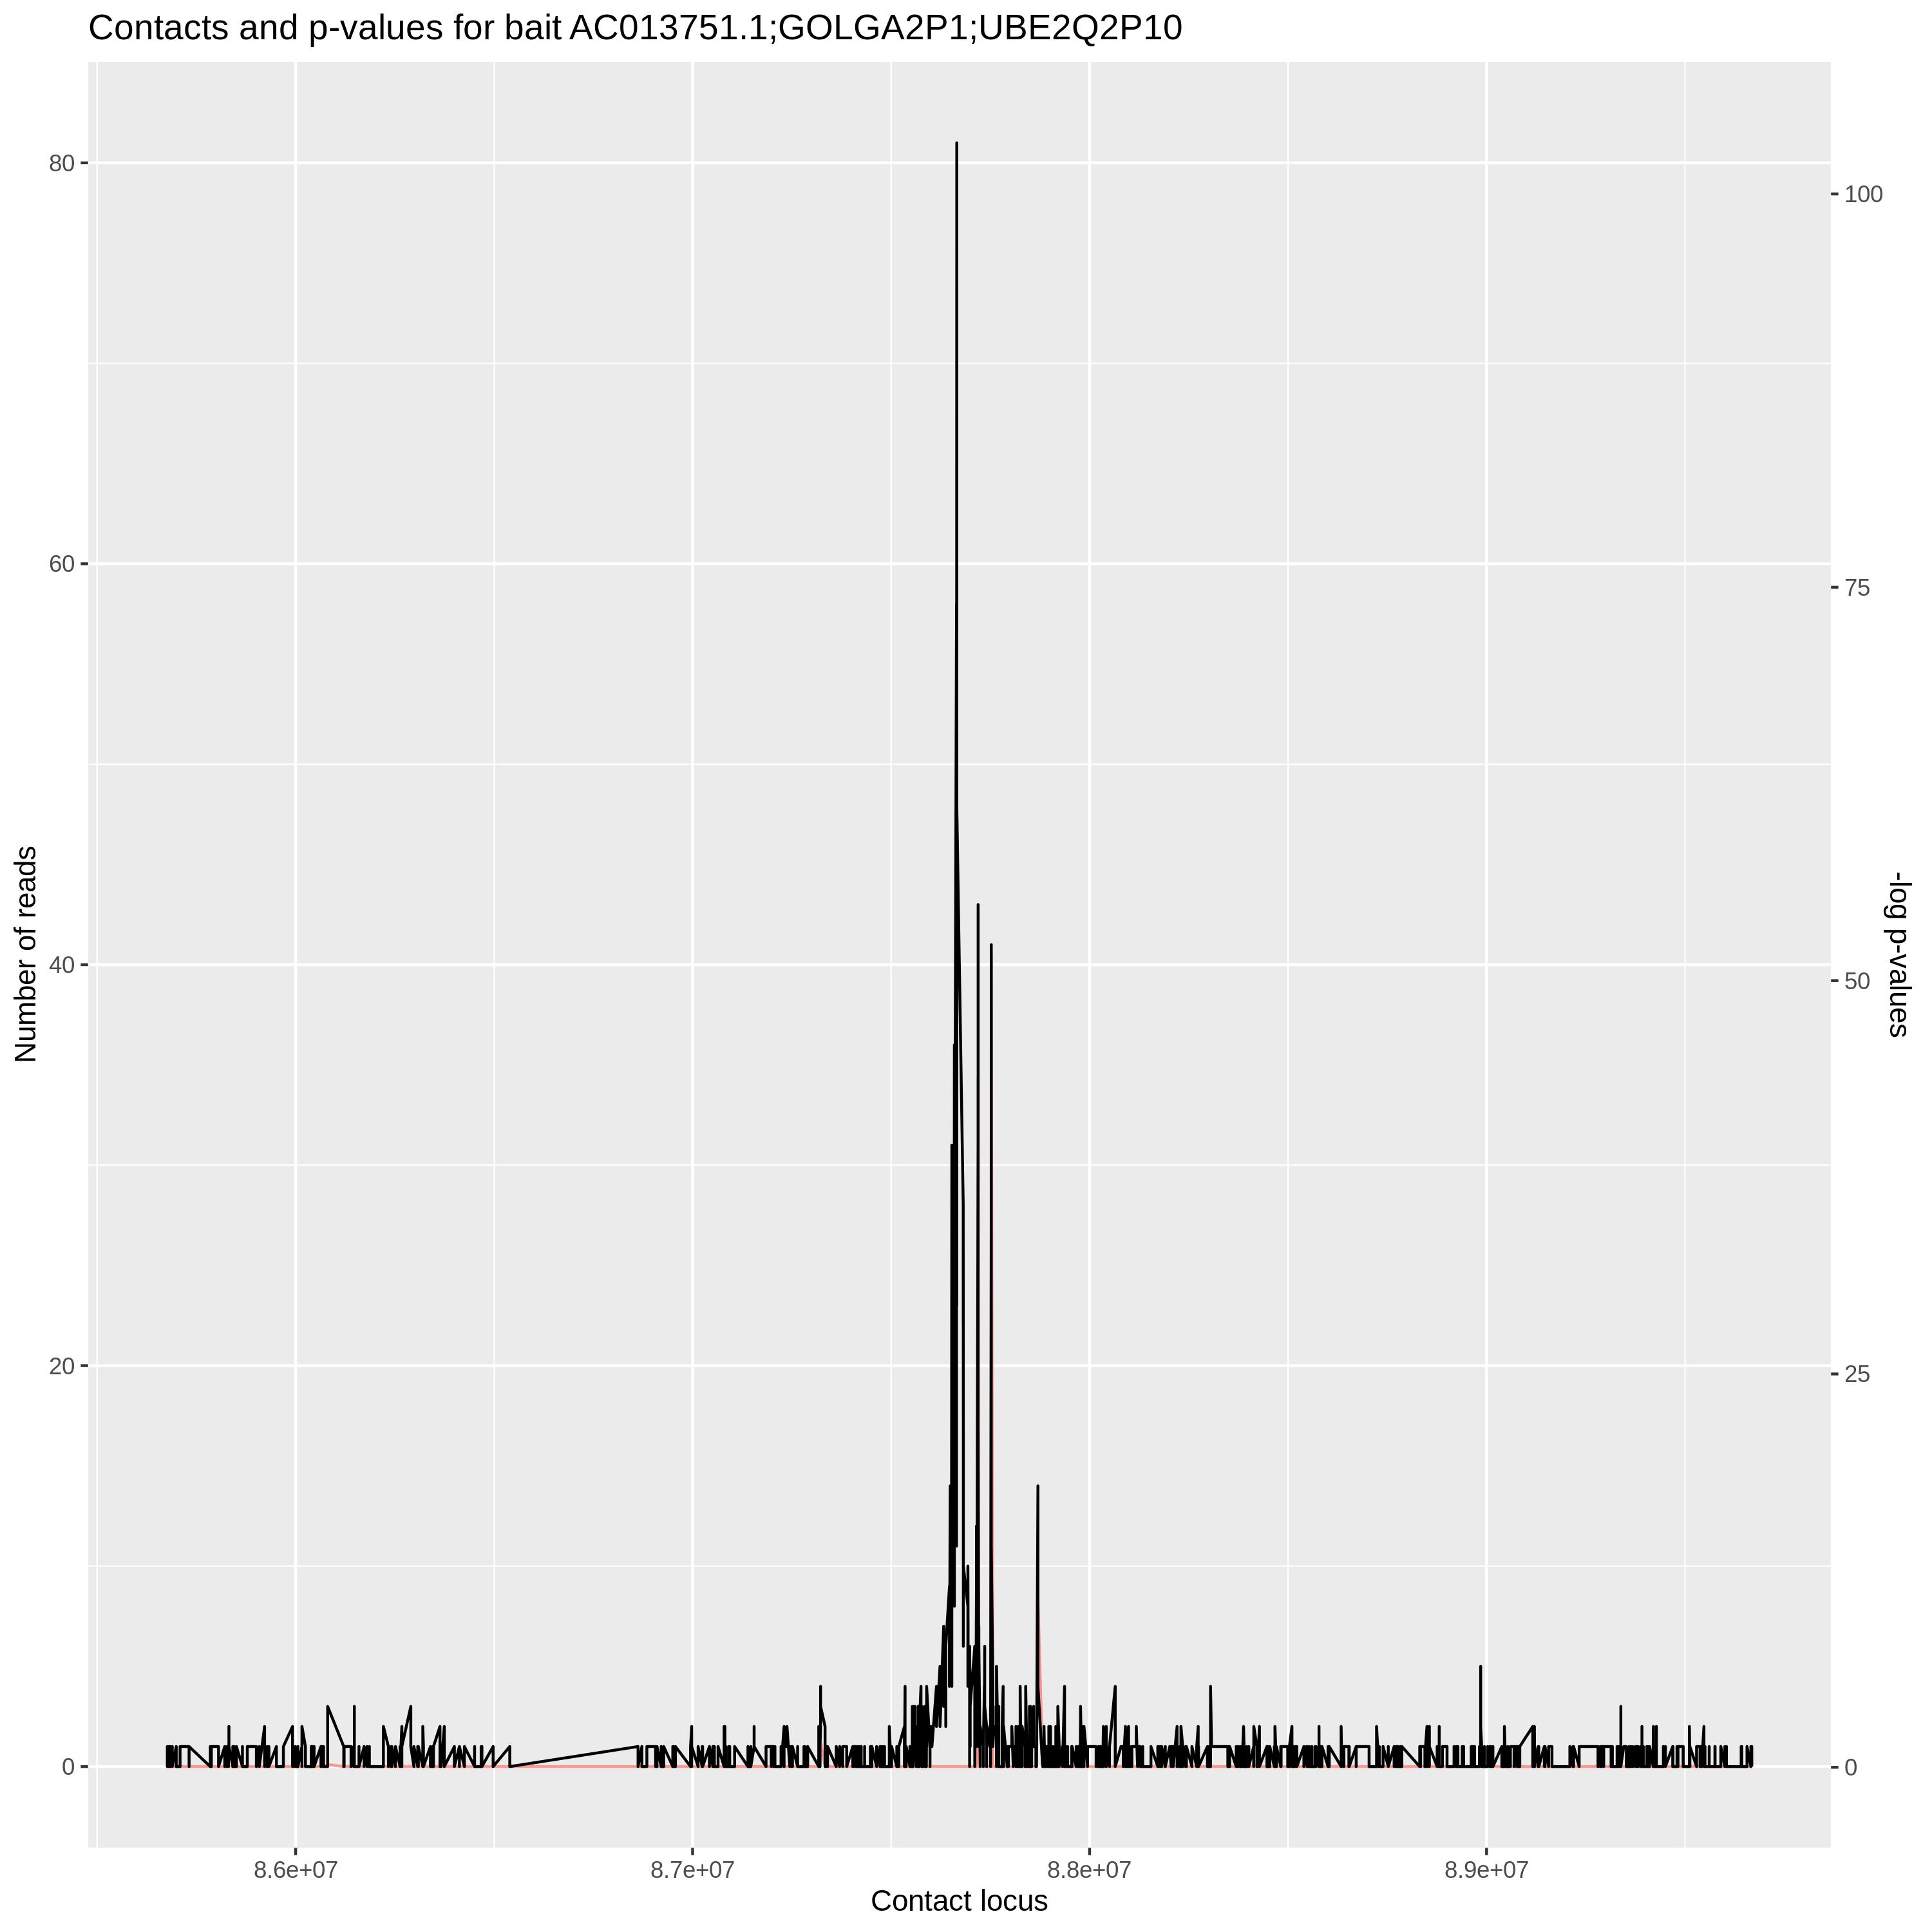 Contacts and p-values for bait AC013751.1;GOLGA2P1;UBE2Q2P10
80
60
40
20
0
Number of reads
100
75
50
25
0
-log p-values
8.6e+07
8.7e+07
8.8e+07
8.9e+07
Contact locus